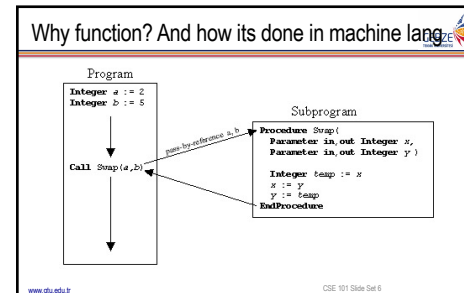 Why function? And how its done in machine lang
GEBZE
Program
Integer a := 2
Integer b := 5
Call Swap(a,b)
pass-by-reference a, b
Subprogram
Procedure Swap(
Parameter in,out Integer x,
Parameter in,out Integer y )
Integer temp := x
x := y
y := temp
EndProcedure
www.gtu.edu.tr
CSE 101 Slide Set 6